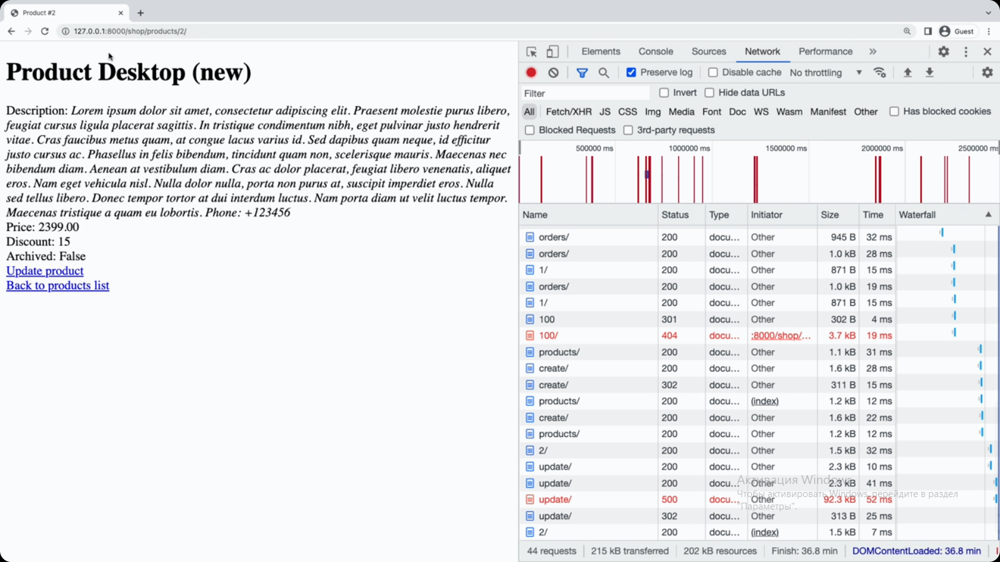 Product #2
127.0.0.1:8000/shop/products/2/
Guest
Product Desktop (new)
Description: Lorem ipsum dolor sit amet, consectetur adipiscing elit. Praesent molestie purus libero,
feugiat cursus ligula placerat sagittis. In tristique condimentum nibh, eget pulvinar justo hendrerit
vitae. Cras faucibus metus quam, at congue lacus varius id. Sed dapibus quam neque, id efficitur
justo cursus ac. Phasellus in felis bibendum, tincidunt quam non, scelerisque mauris. Maecenas nec
bibendum diam. Aenean at vestibulum diam. Cras ac dolor placerat, feugiat libero venenatis, aliquet
eros. Nam eget vehicula nisl. Nulla dolor nulla, porta non purus at, suscipit imperdiet eros. Nulla
sed tellus libero. Donec tempor tortor at dui interdum luctus. Nam porta diam ut velit luctus tempor.
Maecenas tristique a quam eu lobortis. Phone: +123456
Price: 2399.00
Discount: 15
Archived: False
Update product
Back to products list
Elements Console Sources Network Performance »
Preserve log Disable cache No throttling
Filter Invert Hide data URLs
All Fetch/XHR JS CSS Img Media Font Doc WS Wasm Manifest Other Has blocked cookies
Blocked Requests 3rd-party requests
500000 ms 1000000 ms 1500000 ms 2000000 ms 2500000 ms
Name Status Type Initiator Size Time Waterfall
orders/ 200 docu... Other 945 B 32 ms
orders/ 200 docu... Other 1.0 kB 28 ms
1/ 200 docu... Other 871 B 15 ms
orders/ 200 docu... Other 1.0 kB 19 ms
1/ 200 docu... Other 871 B 15 ms
100 301 docu... Other 302 B 4 ms
100/ 404 docu... :8000/shop/... 3.7 kB 19 ms
products/ 200 docu... Other 1.1 kB 31 ms
create/ 200 docu... Other 1.6 kB 28 ms
create/ 302 docu... Other 311 B 15 ms
products/ 200 docu... (index) 1.2 kB 12 ms
create/ 200 docu... Other 1.6 kB 22 ms
products/ 200 docu... Other 1.2 kB 12 ms
2/ 200 docu... Other 1.5 kB 32 ms
update/ 200 docu... Other 2.3 kB 10 ms
update/ 200 docu... Other 2.3 kB 41 ms
update/ 500 docu... Other 92.3 kB 52 ms
update/ 302 docu... Other 313 B 25 ms
2/ 200 docu... (index) 1.5 kB 7 ms
Активация Windows
Чтобы активировать Windows, перейдите в раздел
"Параметры".
44 requests 215 kB transferred 202 kB resources Finish: 36.8 min DOMContentLoaded: 36.8 min